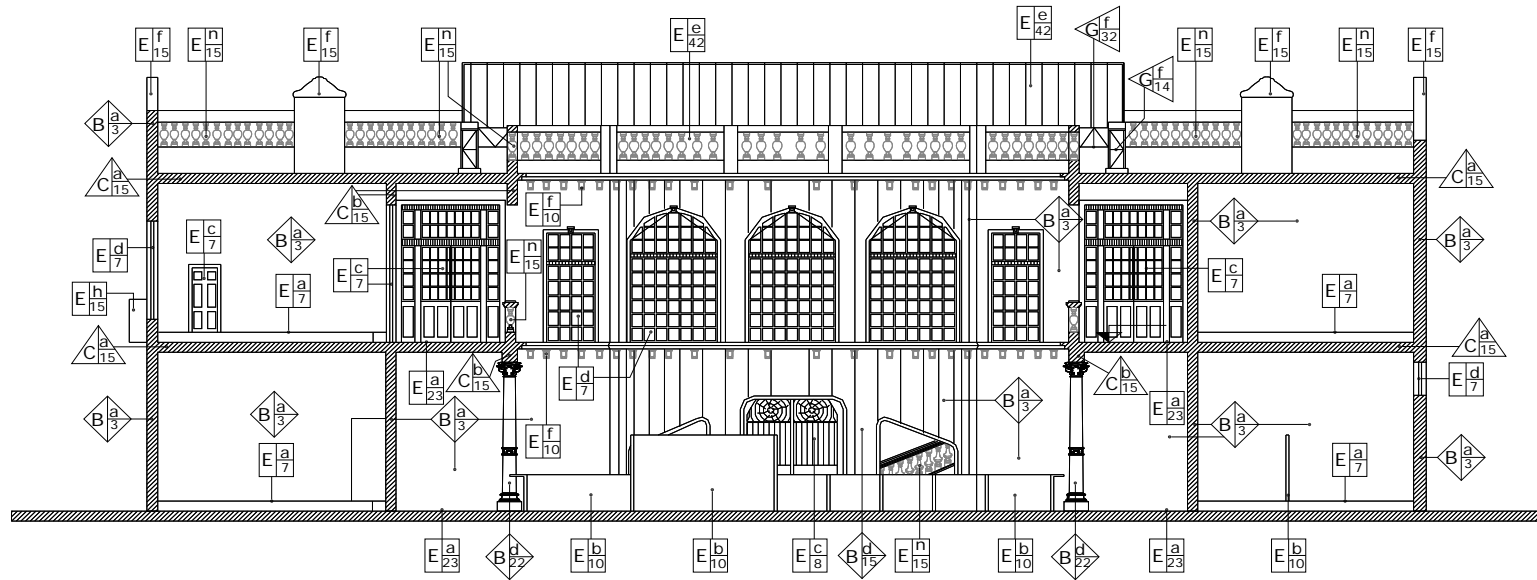 E f 15
E n 15
E f 15
E n 15
E e 42
E e 42
G f 32
E n 15
E f 15
E n 15
E f 15
G f 14
B a 3
C a 15
C b 15
E f 10
C a 15
E c 7
B a 3
E d 7
E n 15
B a 3
B a 3
B a 3
E c 7
E c 7
E h 15
E a 7
E a 7
C a 15
C a 15
E a 23
C b 15
E d 7
C b 15
E a 23
E d 7
B a 3
B a 3
B a 3
B a 3
B a 3
E f 10
E a 7
E a 7
B a 3
E a 23
B d 22
E b 10
E b 10
E c 8
B d 15
E n 15
E b 10
B d 22
E a 23
E b 10